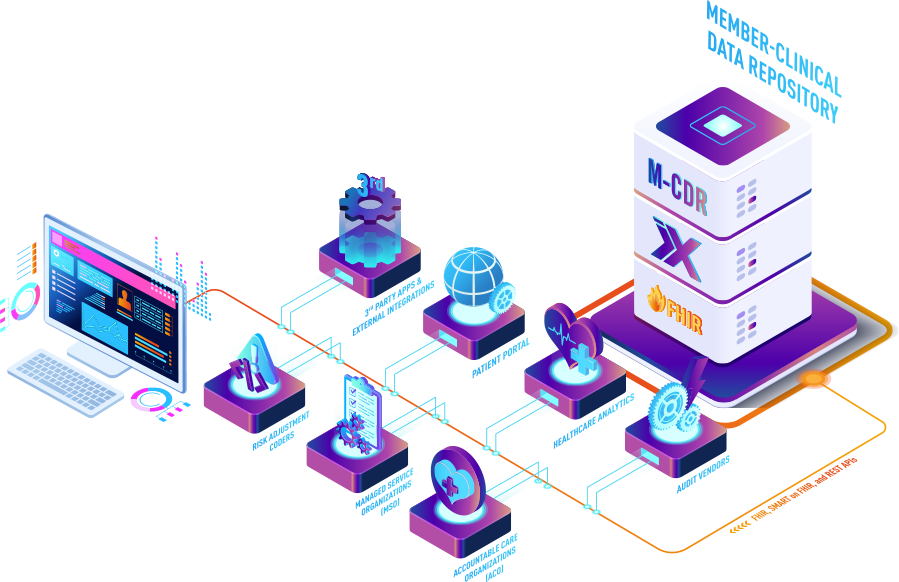 MEMBER-CLINICAL
DATA REPOSITORY
M-CDR
X
FHIR
3rd
3rd PARTY APPS &
EXTERNAL INTEGRATIONS
PATIENT PORTAL
HEALTHCARE ANALYTICS
AUDIT VENDORS
RISK ADJUSTMENT
CODERS
MANAGED SERVICE
ORGANIZATIONS
(MSO)
ACCOUNTABLE CARE
ORGANIZATIONS
(ACO)
<<<<< FHIR, SMART on FHIR, and REST APIs